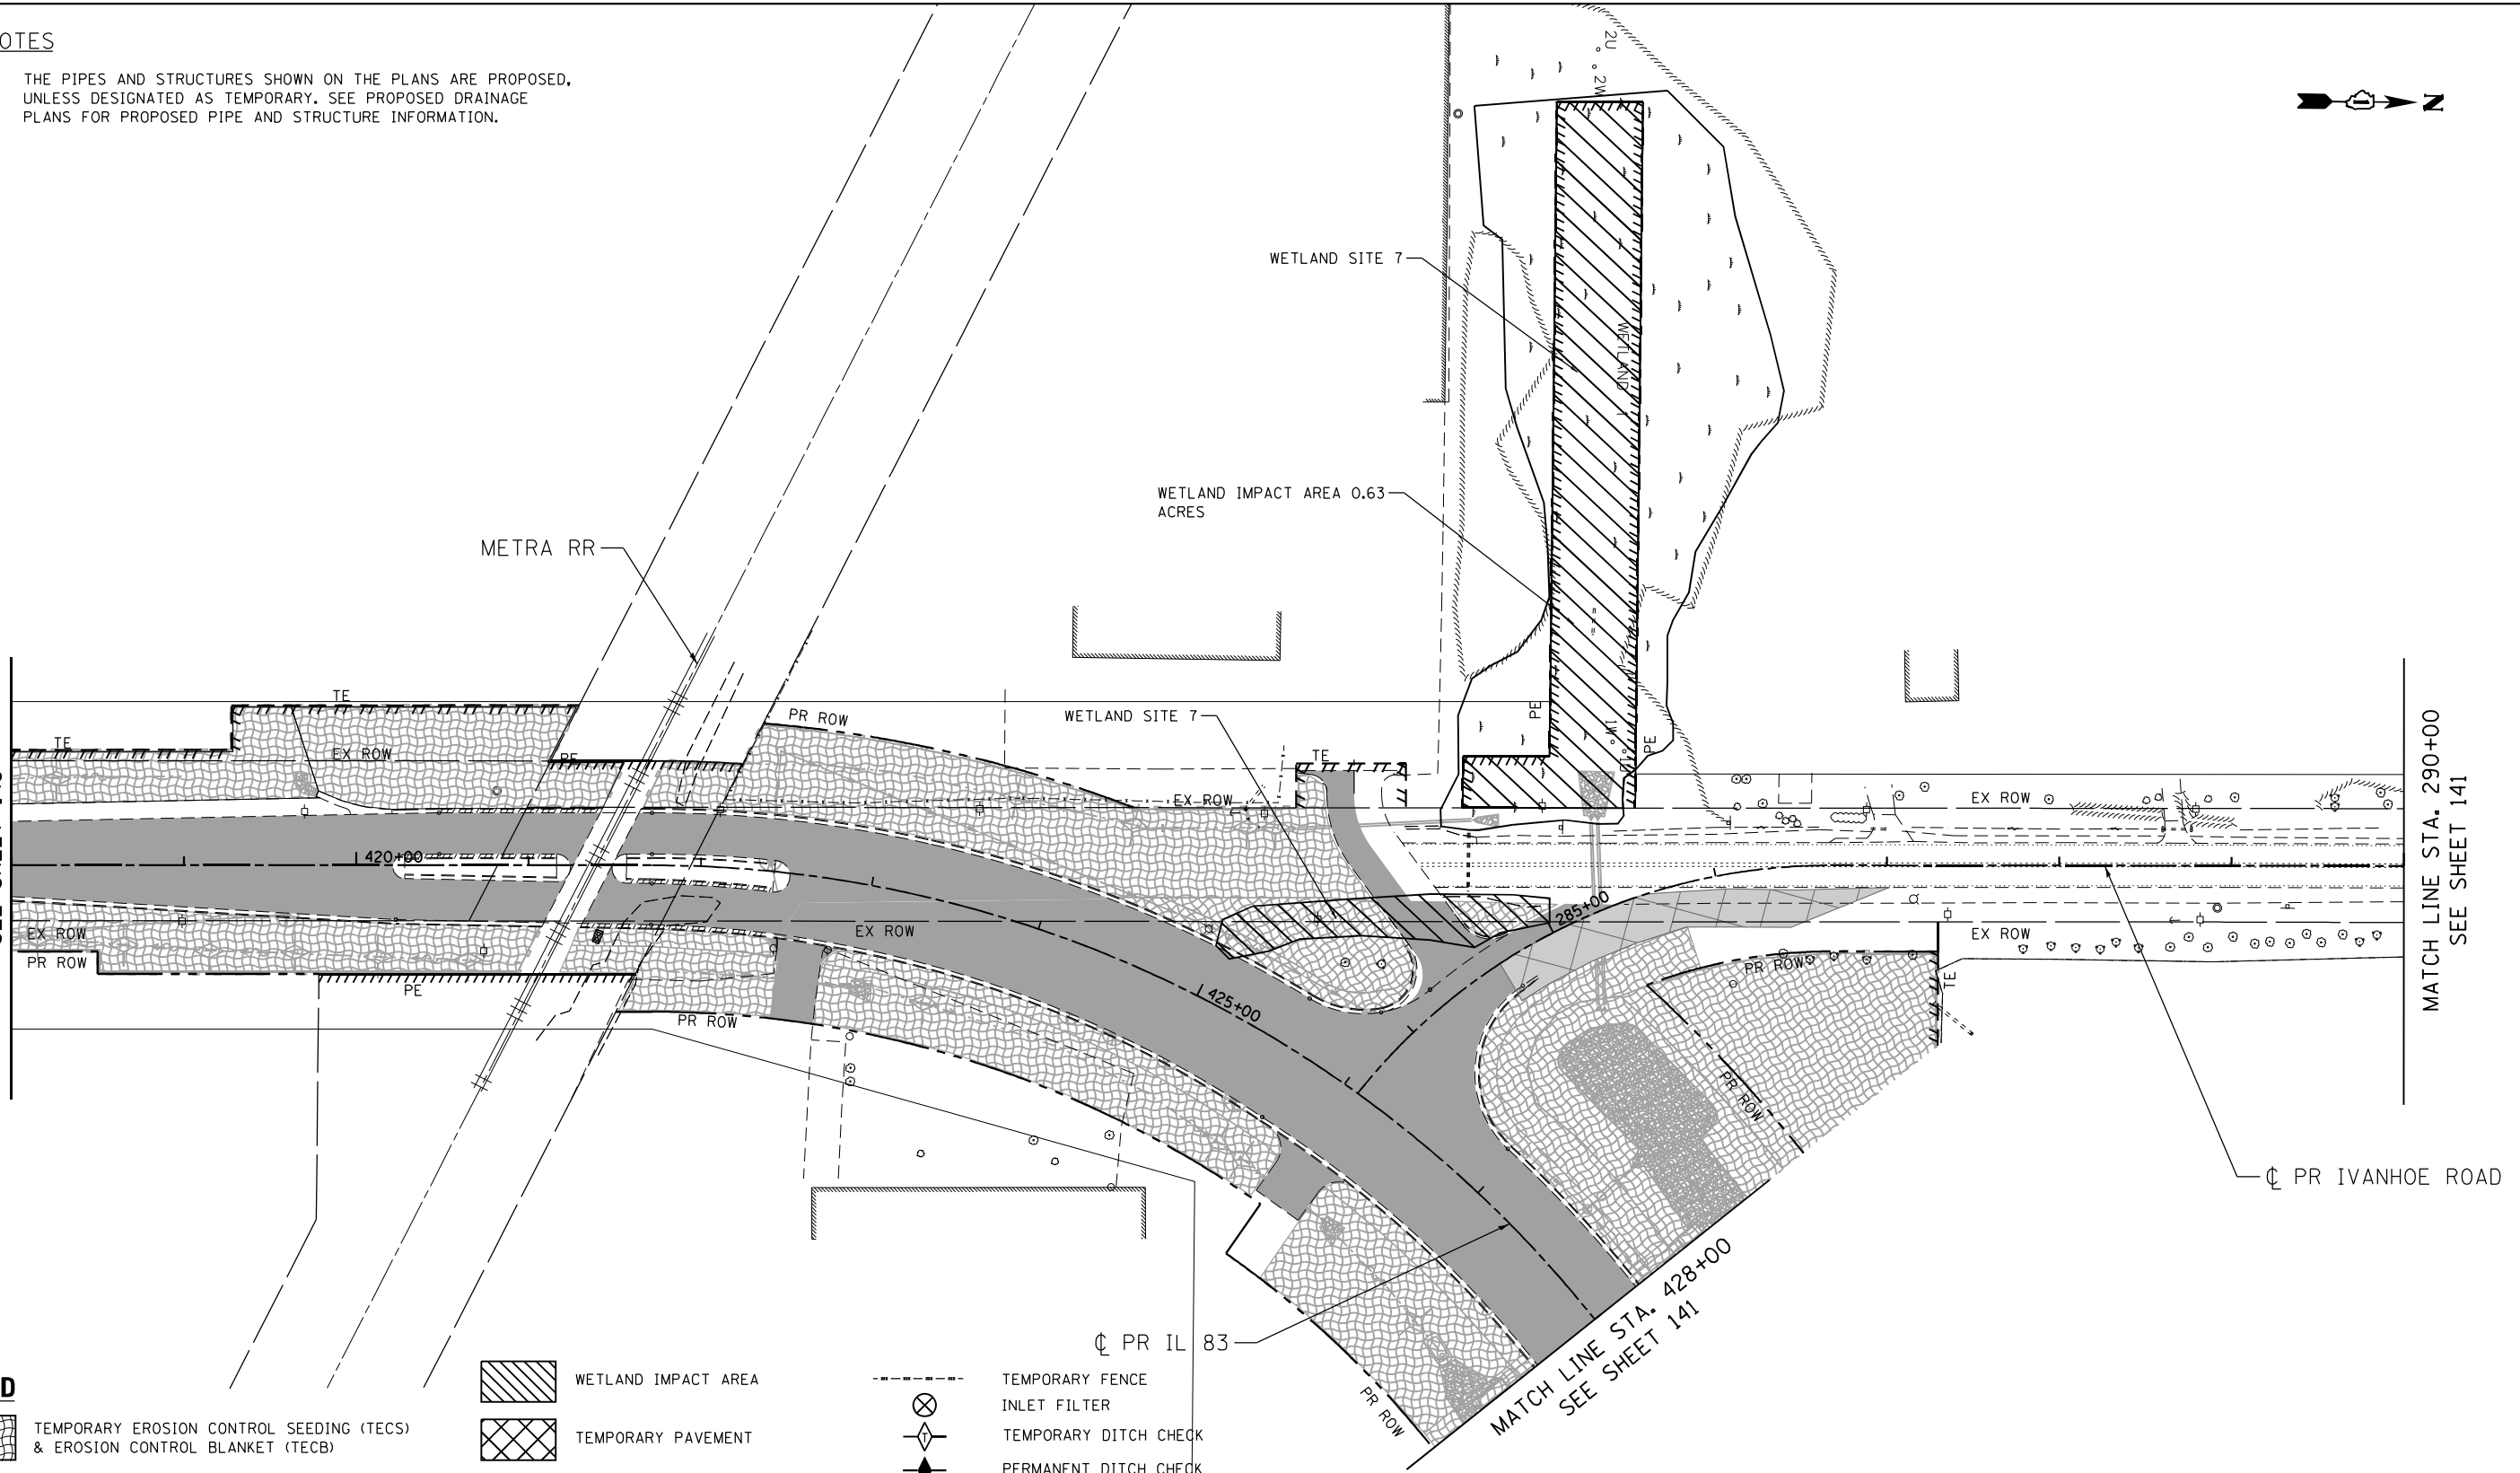 OTES
THE PIPES AND STRUCTURES SHOWN ON THE PLANS ARE PROPOSED,
UNLESS DESIGNATED AS TEMPORARY. SEE PROPOSED DRAINAGE
PLANS FOR PROPOSED PIPE AND STRUCTURE INFORMATION.
N
2U
2W
WETLAND SITE 7
WETLAND 1
WETLAND IMPACT AREA 0.63
ACRES
METRA RR
TE
PR ROW
WETLAND SITE 7
PE
1W
1U
PE
TE
EX ROW
PE
TE
EX ROW
EX ROW
420+00
285+00
EX ROW
PR ROW
EX ROW
EX ROW
PR ROW
PE
PR ROW
425+00
TE
PR ROW
MATCH LINE STA. 290+00
SEE SHEET 141
℄ PR IVANHOE ROAD
℄ PR IL 83
MATCH LINE STA. 428+00
SEE SHEET 141
PR ROW
D
TEMPORARY EROSION CONTROL SEEDING (TECS)
& EROSION CONTROL BLANKET (TECB)
WETLAND IMPACT AREA
TEMPORARY PAVEMENT
TEMPORARY FENCE
INLET FILTER
T
TEMPORARY DITCH CHECK
PERMANENT DITCH CHECK